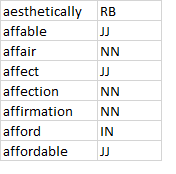 aesthetically RB
affable JJ
affair NN
affect JJ
affection NN
affirmation NN
afford IN
affordable JJ